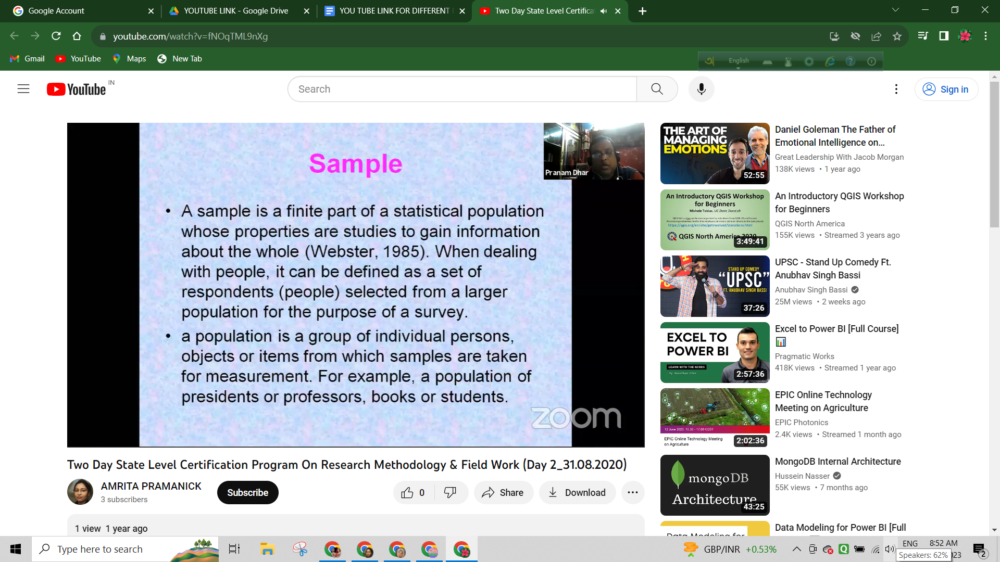 Google Account
YOUTUBE LINK - Google Drive
YOU TUBE LINK FOR DIFFERENT
Two Day State Level Certifica
youtube.com/watch?v=fNOqTML9nXg
Gmail
YouTube
Maps
New Tab
English
YouTube IN
Search
Sign in
Sample
Pranam Dhar
• A sample is a finite part of a statistical population
whose properties are studies to gain information
about the whole (Webster, 1985). When dealing
with people, it can be defined as a set of
respondents (people) selected from a larger
population for the purpose of a survey.
• a population is a group of individual persons,
objects or items from which samples are taken
for measurement. For example, a population of
presidents or professors, books or students.
zoom
Two Day State Level Certification Program On Research Methodology & Field Work (Day 2_31.08.2020)
AMRITA PRAMANICK
3 subscribers
Subscribe
0
Share
Download
1 view 1 year ago
THE ART OF
MANAGING
EMOTIONS
52:55
Daniel Goleman The Father of
Emotional Intelligence on...
Great Leadership With Jacob Morgan
138K views • 1 year ago
An Introductory QGIS Workshop
for Beginners
Michele Tobias, UC Davis DataLab
https://qgis.org/en/site/getinvolved/donations.html
QGIS North America 2020
3:49:41
An Introductory QGIS Workshop
for Beginners
QGIS North America
155K views • Streamed 3 years ago
STAND UP COMEDY
"UPSC"
FT. ANUBHAV SINGH BASSI
37:26
UPSC - Stand Up Comedy Ft.
Anubhav Singh Bassi
Anubhav Singh Bassi
25M views • 2 weeks ago
EXCEL TO
POWER BI
LEARN WITH THE NERDS
2:57:36
Excel to Power BI [Full Course]
Pragmatic Works
418K views • Streamed 1 year ago
12 June 2023, 15:00 - 17:00 CEST
EPIC Online Technology Meeting
on Agriculture
2:02:36
EPIC Online Technology
Meeting on Agriculture
EPIC Photonics
2.4K views • Streamed 1 month ago
mongoDB
Architecture
43:25
MongoDB Internal Architecture
Hussein Nasser
55K views • 7 months ago
Data Modeling for
Data Modeling for Power BI [Full
Type here to search
GBP/INR +0.53%
ENG
8:52 AM
Speakers: 62%
023
2